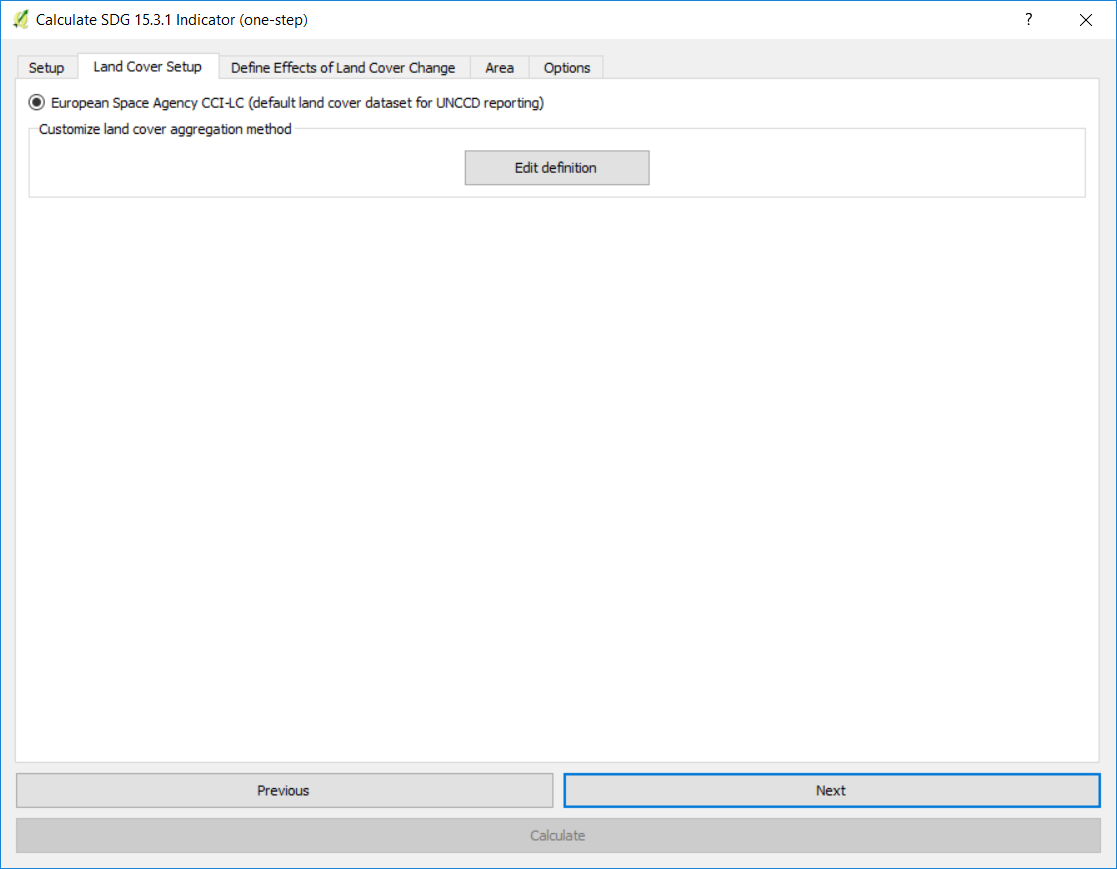 Calculate SDG 15.3.1 Indicator (one-step) ?
Setup Land Cover Setup Define Effects of Land Cover Change Area Options
European Space Agency CCI-LC (default land cover dataset for UNCCD reporting)
Customize land cover aggregation method
Edit definition
Previous Next
Calculate